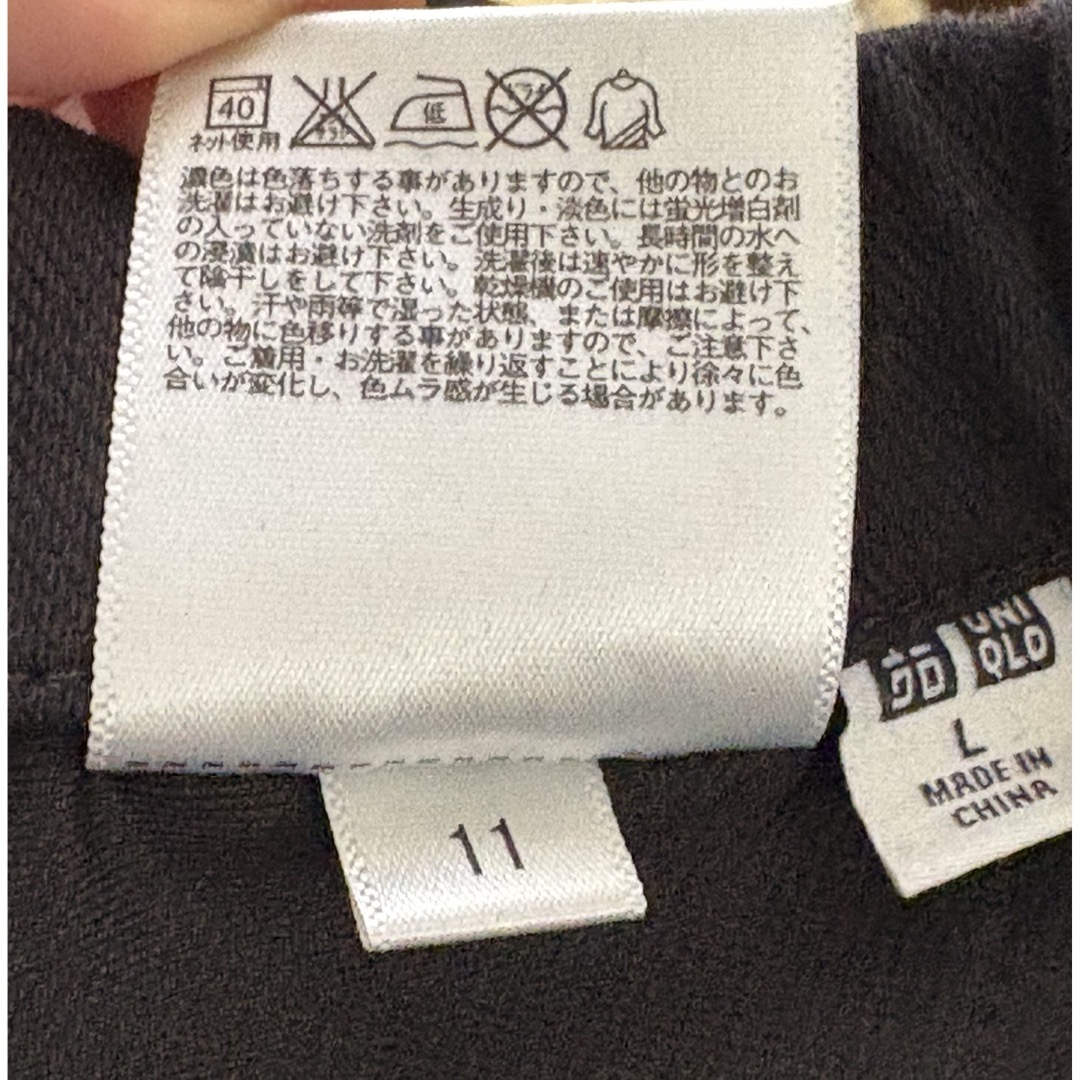 40
ネット使用
低
濃色は色落ちする事がありますので、他の物とのお
洗濯はお避け下さい。生成り・淡色には蛍光増白剤
の入っていない洗剤をご使用下さい。長時間の水へ
の浸漬はお避け下さい。洗濯後は速やかに形を整え
て陰干しをして下さい。乾燥機のご使用はお避け下
さい。汗や雨等で湿った状態、または摩擦によって、
他の物に色移りする事がありますので、ご注意下さ
い。ご着用・お洗濯を繰り返すことにより徐々に色
合いが変化し、色ムラ感が生じる場合があります。
11
UNI
QLO
L
MADE IN
CHINA